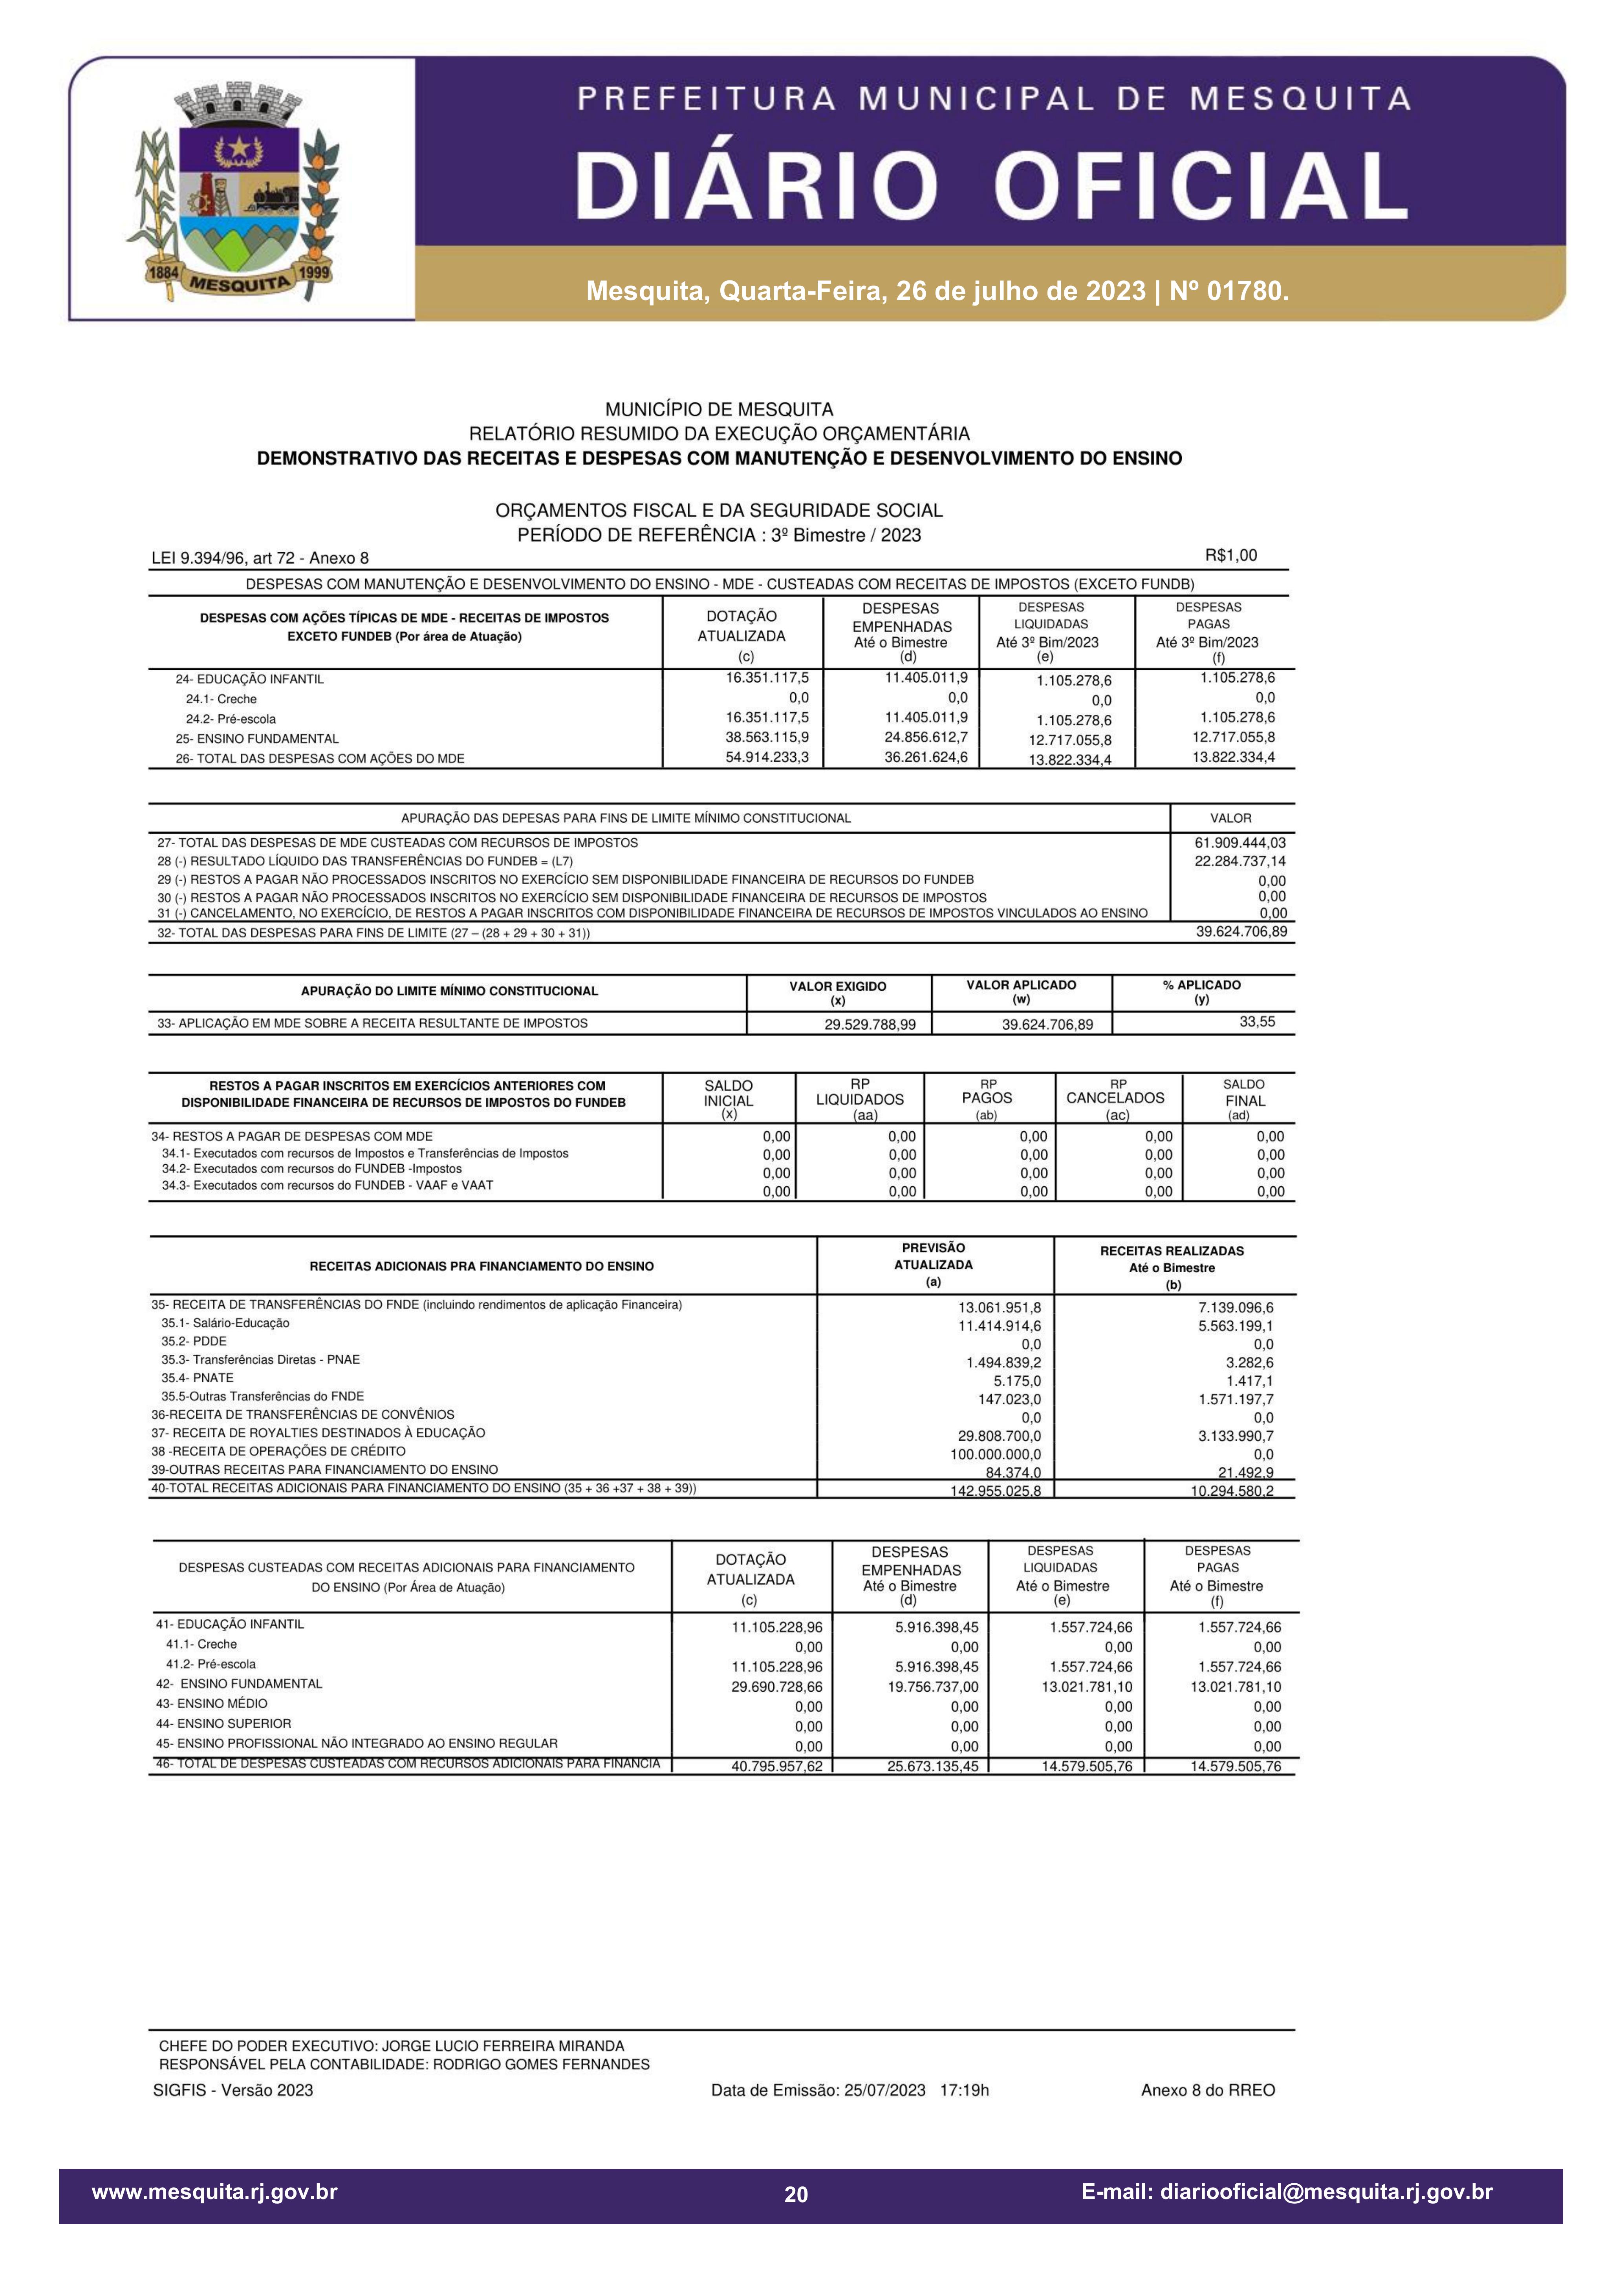 PREFEITURA MUNICIPAL DE MESQUITA
DIÁRIO OFICIAL
1884 MESQUITA 1999
Mesquita, Quarta-Feira, 26 de julho de 2023 | Nº 01780.
MUNICÍPIO DE MESQUITA
RELATÓRIO RESUMIDO DA EXECUÇÃO ORÇAMENTÁRIA
DEMONSTRATIVO DAS RECEITAS E DESPESAS COM MANUTENÇÃO E DESENVOLVIMENTO DO ENSINO
ORÇAMENTOS FISCAL E DA SEGURIDADE SOCIAL
PERÍODO DE REFERÊNCIA : 3º Bimestre / 2023
LEI 9.394/96, art 72 - Anexo 8 R$1,00
DESPESAS COM MANUTENÇÃO E DESENVOLVIMENTO DO ENSINO - MDE - CUSTEADAS COM RECEITAS DE IMPOSTOS (EXCETO FUNDB)
DESPESAS COM AÇÕES TÍPICAS DE MDE - RECEITAS DE IMPOSTOS
EXCETO FUNDEB (Por área de Atuação)
DOTAÇÃO
ATUALIZADA
(c)
DESPESAS
EMPENHADAS
Até o Bimestre
(d)
DESPESAS
LIQUIDADAS
Até 3º Bim/2023
(e)
DESPESAS
PAGAS
Até 3º Bim/2023
(f)
24- EDUCAÇÃO INFANTIL 16.351.117,5 11.405.011,9 1.105.278,6 1.105.278,6
24.1- Creche 0,0 0,0 0,0 0,0
24.2- Pré-escola 16.351.117,5 11.405.011,9 1.105.278,6 1.105.278,6
25- ENSINO FUNDAMENTAL 38.563.115,9 24.856.612,7 12.717.055,8 12.717.055,8
26- TOTAL DAS DESPESAS COM AÇÕES DO MDE 54.914.233,3 36.261.624,6 13.822.334,4 13.822.334,4
APURAÇÃO DAS DEPESAS PARA FINS DE LIMITE MÍNIMO CONSTITUCIONAL VALOR
27- TOTAL DAS DESPESAS DE MDE CUSTEADAS COM RECURSOS DE IMPOSTOS 61.909.444,03
28 (-) RESULTADO LÍQUIDO DAS TRANSFERÊNCIAS DO FUNDEB = (L7) 22.284.737,14
29 (-) RESTOS A PAGAR NÃO PROCESSADOS INSCRITOS NO EXERCÍCIO SEM DISPONIBILIDADE FINANCEIRA DE RECURSOS DO FUNDEB 0,00
30 (-) RESTOS A PAGAR NÃO PROCESSADOS INSCRITOS NO EXERCÍCIO SEM DISPONIBILIDADE FINANCEIRA DE RECURSOS DE IMPOSTOS 0,00
31 (-) CANCELAMENTO, NO EXERCÍCIO, DE RESTOS A PAGAR INSCRITOS COM DISPONIBILIDADE FINANCEIRA DE RECURSOS DE IMPOSTOS VINCULADOS AO ENSINO 0,00
32- TOTAL DAS DESPESAS PARA FINS DE LIMITE (27 – (28 + 29 + 30 + 31)) 39.624.706,89
APURAÇÃO DO LIMITE MÍNIMO CONSTITUCIONAL
VALOR EXIGIDO
(x)
VALOR APLICADO
(w)
% APLICADO
(y)
33- APLICAÇÃO EM MDE SOBRE A RECEITA RESULTANTE DE IMPOSTOS 29.529.788,99 39.624.706,89 33,55
RESTOS A PAGAR INSCRITOS EM EXERCÍCIOS ANTERIORES COM
DISPONIBILIDADE FINANCEIRA DE RECURSOS DE IMPOSTOS DO FUNDEB
SALDO
INICIAL
(x)
RP
LIQUIDADOS
(aa)
RP
PAGOS
(ab)
RP
CANCELADOS
(ac)
SALDO
FINAL
(ad)
34- RESTOS A PAGAR DE DESPESAS COM MDE 0,00 0,00 0,00 0,00 0,00
34.1- Executados com recursos de Impostos e Transferências de Impostos 0,00 0,00 0,00 0,00 0,00
34.2- Executados com recursos do FUNDEB -Impostos 0,00 0,00 0,00 0,00 0,00
34.3- Executados com recursos do FUNDEB - VAAF e VAAT 0,00 0,00 0,00 0,00 0,00
RECEITAS ADICIONAIS PRA FINANCIAMENTO DO ENSINO
PREVISÃO
ATUALIZADA
(a)
RECEITAS REALIZADAS
Até o Bimestre
(b)
35- RECEITA DE TRANSFERÊNCIAS DO FNDE (incluindo rendimentos de aplicação Financeira) 13.061.951,8 7.139.096,6
35.1- Salário-Educação 11.414.914,6 5.563.199,1
35.2- PDDE 0,0 0,0
35.3- Transferências Diretas - PNAE 1.494.839,2 3.282,6
35.4- PNATE 5.175,0 1.417,1
35.5-Outras Transferências do FNDE 147.023,0 1.571.197,7
36-RECEITA DE TRANSFERÊNCIAS DE CONVÊNIOS 0,0 0,0
37- RECEITA DE ROYALTIES DESTINADOS À EDUCAÇÃO 29.808.700,0 3.133.990,7
38 -RECEITA DE OPERAÇÕES DE CRÉDITO 100.000.000,0 0,0
39-OUTRAS RECEITAS PARA FINANCIAMENTO DO ENSINO 84.374,0 21.492,9
40-TOTAL RECEITAS ADICIONAIS PARA FINANCIAMENTO DO ENSINO (35 + 36 +37 + 38 + 39)) 142.955.025,8 10.294.580,2
DESPESAS CUSTEADAS COM RECEITAS ADICIONAIS PARA FINANCIAMENTO
DO ENSINO (Por Área de Atuação)
DOTAÇÃO
ATUALIZADA
(c)
DESPESAS
EMPENHADAS
Até o Bimestre
(d)
DESPESAS
LIQUIDADAS
Até o Bimestre
(e)
DESPESAS
PAGAS
Até o Bimestre
(f)
41- EDUCAÇÃO INFANTIL 11.105.228,96 5.916.398,45 1.557.724,66 1.557.724,66
41.1- Creche 0,00 0,00 0,00 0,00
41.2- Pré-escola 11.105.228,96 5.916.398,45 1.557.724,66 1.557.724,66
42- ENSINO FUNDAMENTAL 29.690.728,66 19.756.737,00 13.021.781,10 13.021.781,10
43- ENSINO MÉDIO 0,00 0,00 0,00 0,00
44- ENSINO SUPERIOR 0,00 0,00 0,00 0,00
45- ENSINO PROFISSIONAL NÃO INTEGRADO AO ENSINO REGULAR 0,00 0,00 0,00 0,00
46- TOTAL DE DESPESAS CUSTEADAS COM RECURSOS ADICIONAIS PARA FINANCIA 40.795.957,62 25.673.135,45 14.579.505,76 14.579.505,76
CHEFE DO PODER EXECUTIVO: JORGE LUCIO FERREIRA MIRANDA
RESPONSÁVEL PELA CONTABILIDADE: RODRIGO GOMES FERNANDES
SIGFIS - Versão 2023 Data de Emissão: 25/07/2023 17:19h Anexo 8 do RREO
www.mesquita.rj.gov.br 20 E-mail: diariooficial@mesquita.rj.gov.br